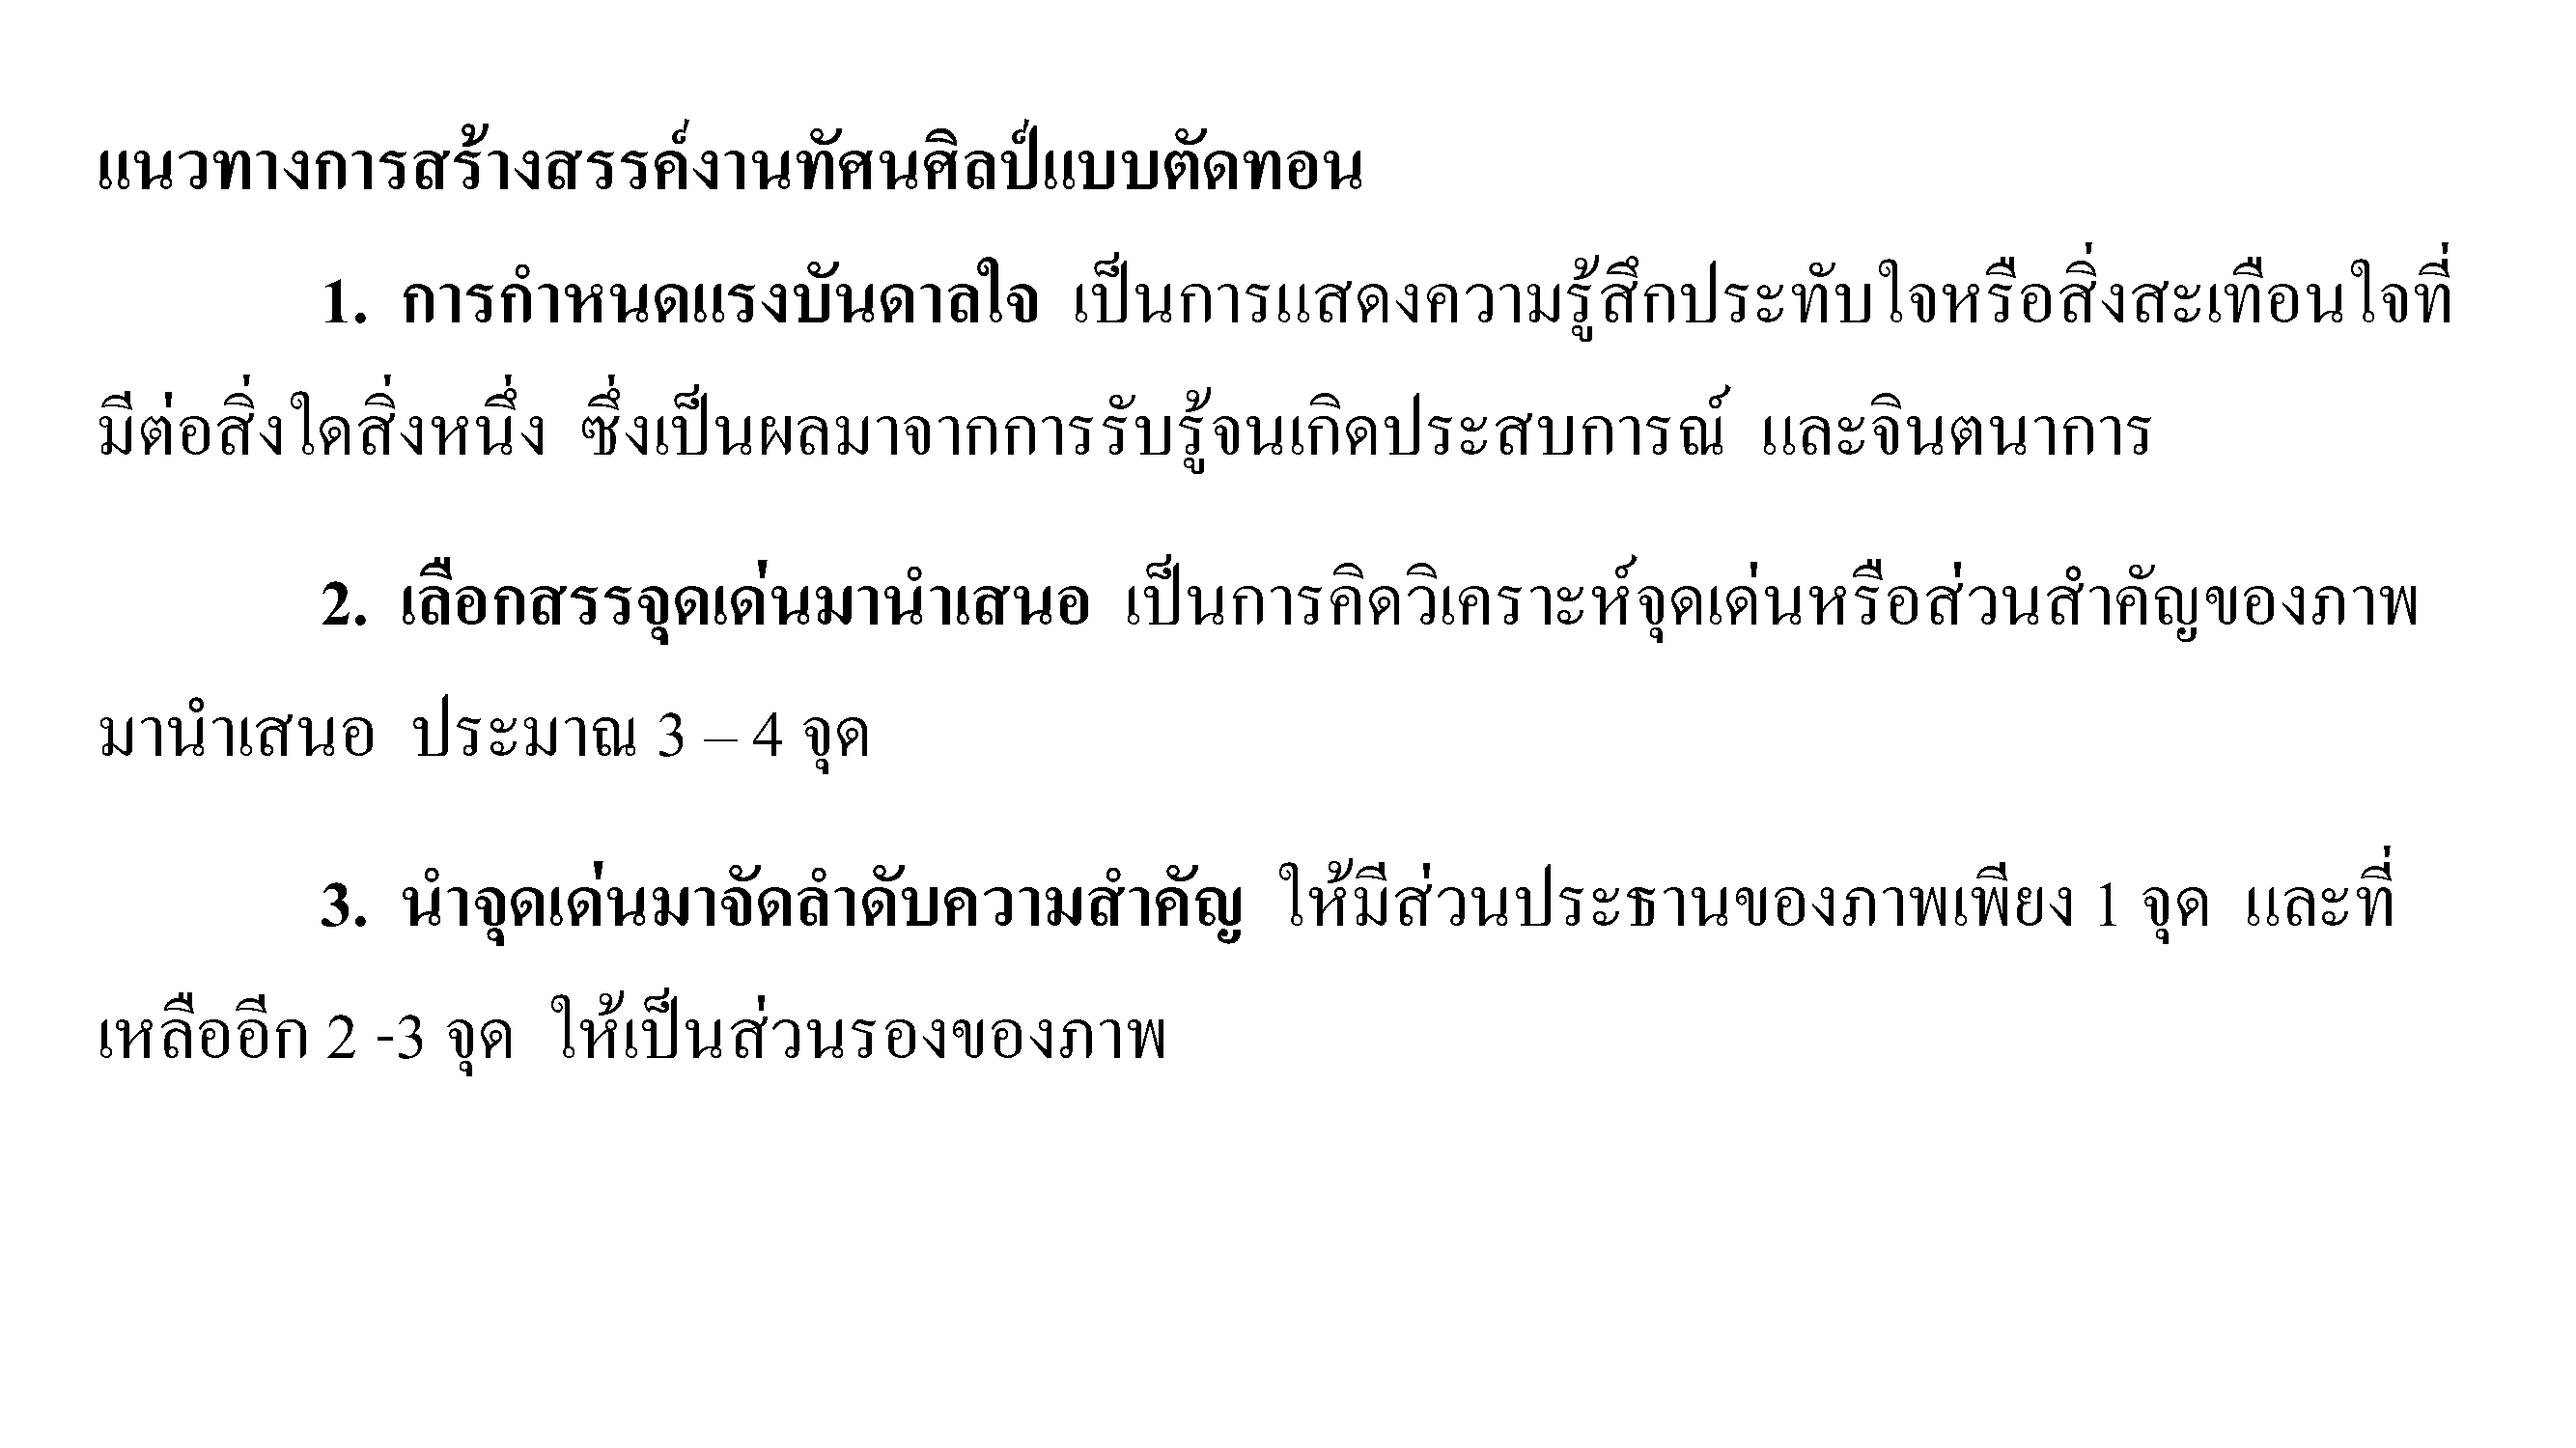 แนวทางการสร้างสรรค์งานทัศนศิลป์แบบตัดทอน
1. การกำหนดแรงบันดาลใจ เป็นการแสดงความรู้สึกประทับใจหรือสิ่งสะเทือนใจที่
มีต่อสิ่งใดสิ่งหนึ่ง ซึ่งเป็นผลมาจากการรับรู้จนเกิดประสบการณ์ และจินตนาการ
2. เลือกสรรจุดเด่นมานำเสนอ เป็นการคิดวิเคราะห์จุดเด่นหรือส่วนสำคัญของภาพ
มานำเสนอ ประมาณ 3 – 4 จุด
3. นำจุดเด่นมาจัดลำดับความสำคัญ ให้มีส่วนประธานของภาพเพียง 1 จุด และที่
เหลืออีก 2 -3 จุด ให้เป็นส่วนรองของภาพ